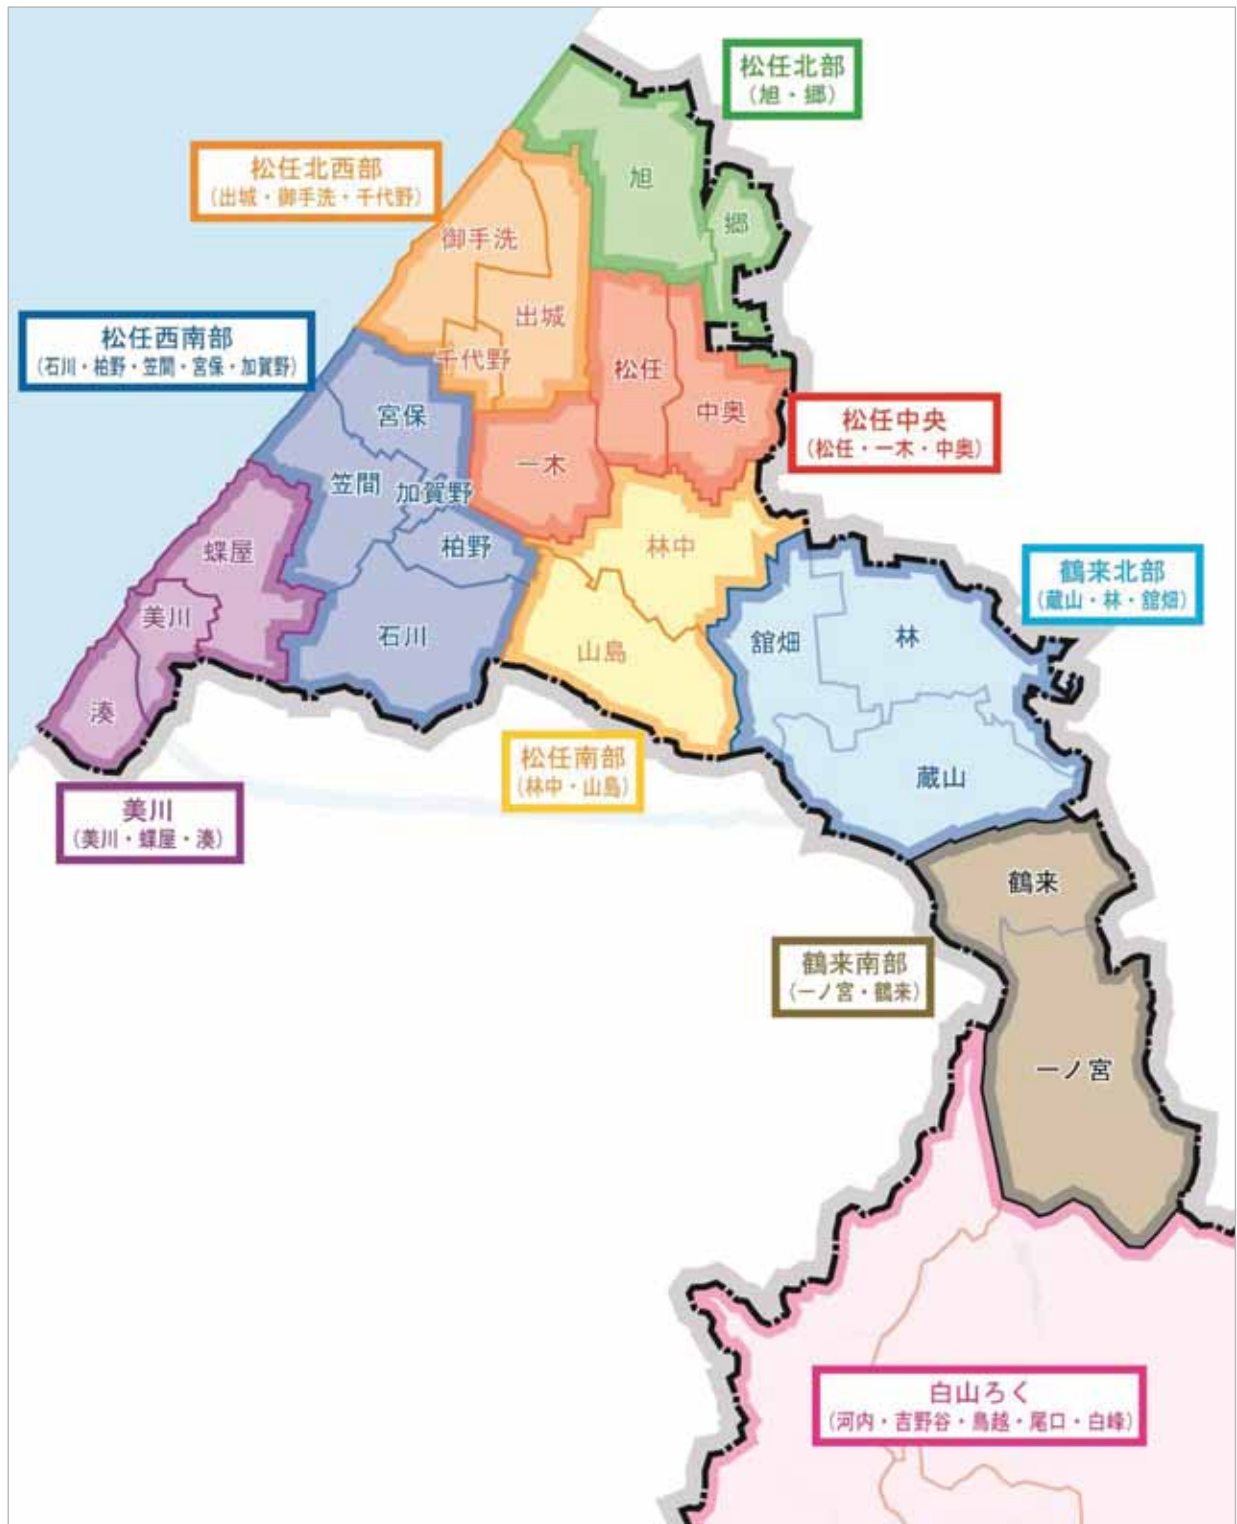 松任北部
（旭・郷）
松任北西部
（出城・御手洗・千代野）
旭
郷
御手洗
出城
松任西南部
（石川・柏野・笠間・宮保・加賀野）
千代野
松任
中奥
松任中央
（松任・一木・中奥）
宮保
一木
笠間
加賀野
柏野
林中
蝶屋
鶴来北部
（蔵山・林・舘畑）
美川
石川
山島
舘畑
林
湊
松任南部
（林中・山島）
蔵山
美川
（美川・蝶屋・湊）
鶴来
鶴来南部
（一ノ宮・鶴来）
一ノ宮
白山ろく
（河内・吉野谷・鳥越・尾口・白峰）